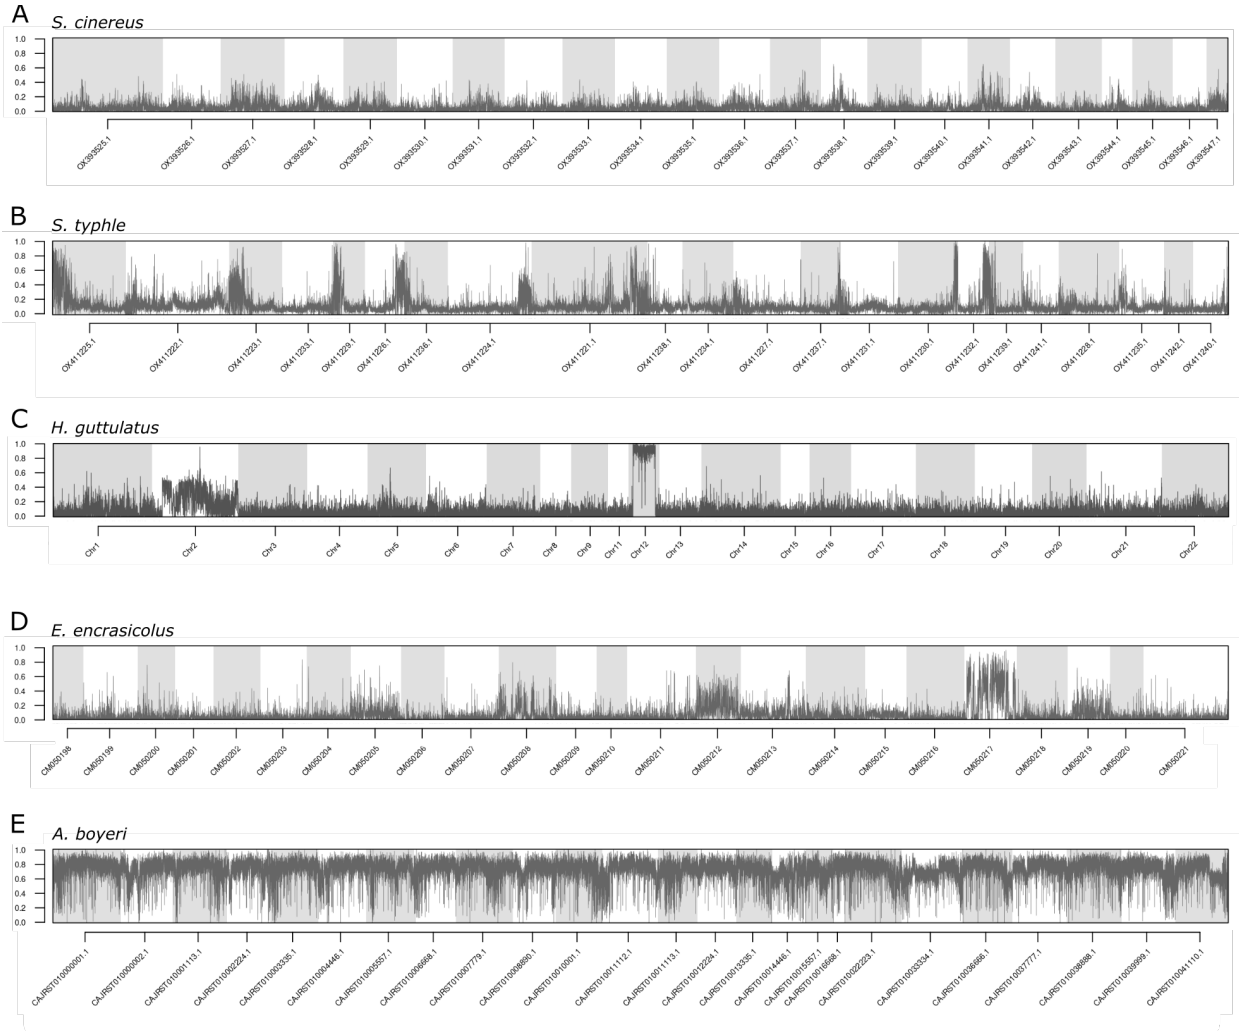 A
S. cinereus
1.0
0.8
0.6
0.4
0.2
0.0
OX393525.1 OX393526.1 OX393527.1 OX393528.1 OX393529.1 OX393530.1 OX393531.1 OX393532.1 OX393533.1 OX393534.1 OX393535.1 OX393536.1 OX393537.1 OX393538.1 OX393539.1 OX393540.1 OX393541.1 OX393542.1 OX393543.1 OX393544.1 OX393545.1 OX393546.1 OX393547.1
B
S. typhle
1.0
0.8
0.6
0.4
0.2
0.0
OX411225.1 OX411222.1 OX411223.1 OX411233.1 OX411229.1 OX411226.1 OX411236.1 OX411224.1 OX411221.1 OX411238.1 OX411234.1 OX411227.1 OX411237.1 OX411231.1 OX411230.1 OX411232.1 OX411239.1 OX411241.1 OX411228.1 OX411235.1 OX411242.1 OX411240.1
C
H. guttulatus
1.0
0.8
0.6
0.4
0.2
0.0
Chr1 Chr2 Chr3 Chr4 Chr5 Chr6 Chr7 Chr8 Chr9 Chr11 Chr12 Chr13 Chr14 Chr15 Chr16 Chr17 Chr18 Chr19 Chr20 Chr21 Chr22
D
E. encrasicolus
1.0
0.8
0.6
0.4
0.2
0.0
CM050198 CM050199 CM050200 CM050201 CM050202 CM050203 CM050204 CM050205 CM050206 CM050207 CM050208 CM050209 CM050210 CM050211 CM050212 CM050213 CM050214 CM050215 CM050216 CM050217 CM050218 CM050219 CM050220 CM050221
E
A. boyeri
1.0
0.8
0.6
0.4
0.2
0.0
CAJRST010000001.1 CAJRST010000002.1 CAJRST010001113.1 CAJRST010002224.1 CAJRST010003335.1 CAJRST010004446.1 CAJRST010005557.1 CAJRST010006668.1 CAJRST010007779.1 CAJRST010008890.1 CAJRST010010001.1 CAJRST010011112.1 CAJRST010011113.1 CAJRST010012224.1 CAJRST010013335.1 CAJRST010014446.1 CAJRST010015557.1 CAJRST010016668.1 CAJRST010022223.1 CAJRST010033334.1 CAJRST010036666.1 CAJRST010037777.1 CAJRST010038888.1 CAJRST010039999.1 CAJRST010041110.1